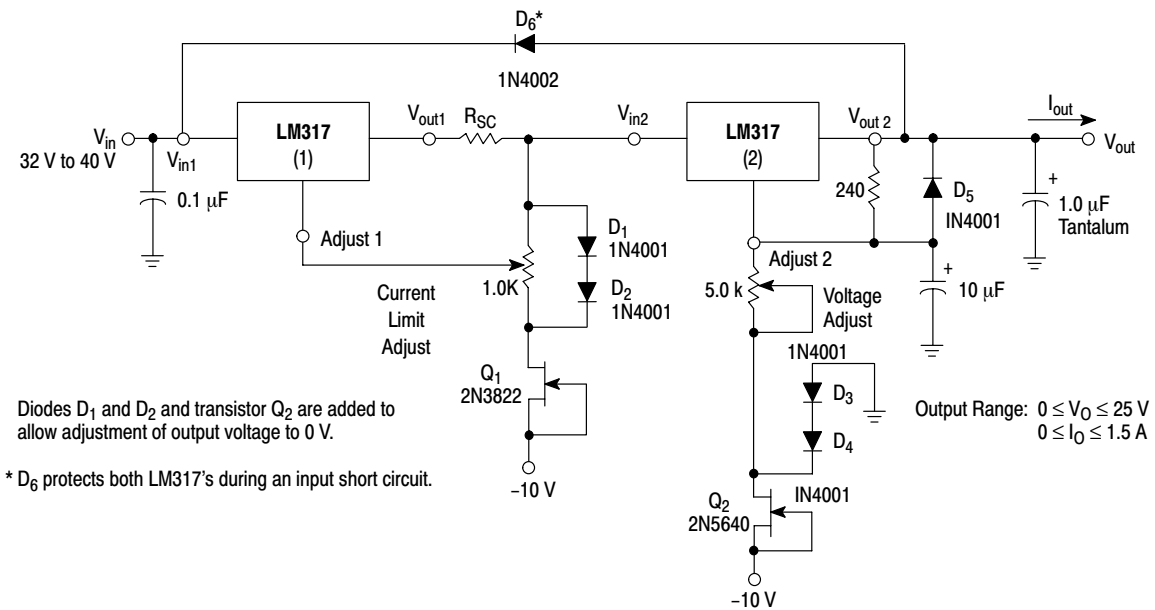 D6*
1N4002
Vin
32 V to 40 V
Vin1
0.1 μF
LM317
(1)
Vout1
RSC
Vin2
LM317
(2)
Vout 2
Iout
Vout
240
D5
IN4001
+
1.0 μF
Tantalum
Adjust 1
D1
1N4001
1.0K
D2
1N4001
Current
Limit
Adjust
Adjust 2
5.0 k
Voltage
Adjust
+
10 μF
1N4001
D3
D4
IN4001
Q1
2N3822
–10 V
Q2
2N5640
–10 V
Output Range: 0 ≤ VO ≤ 25 V
0 ≤ IO ≤ 1.5 A
Diodes D1 and D2 and transistor Q2 are added to
allow adjustment of output voltage to 0 V.
* D6 protects both LM317's during an input short circuit.